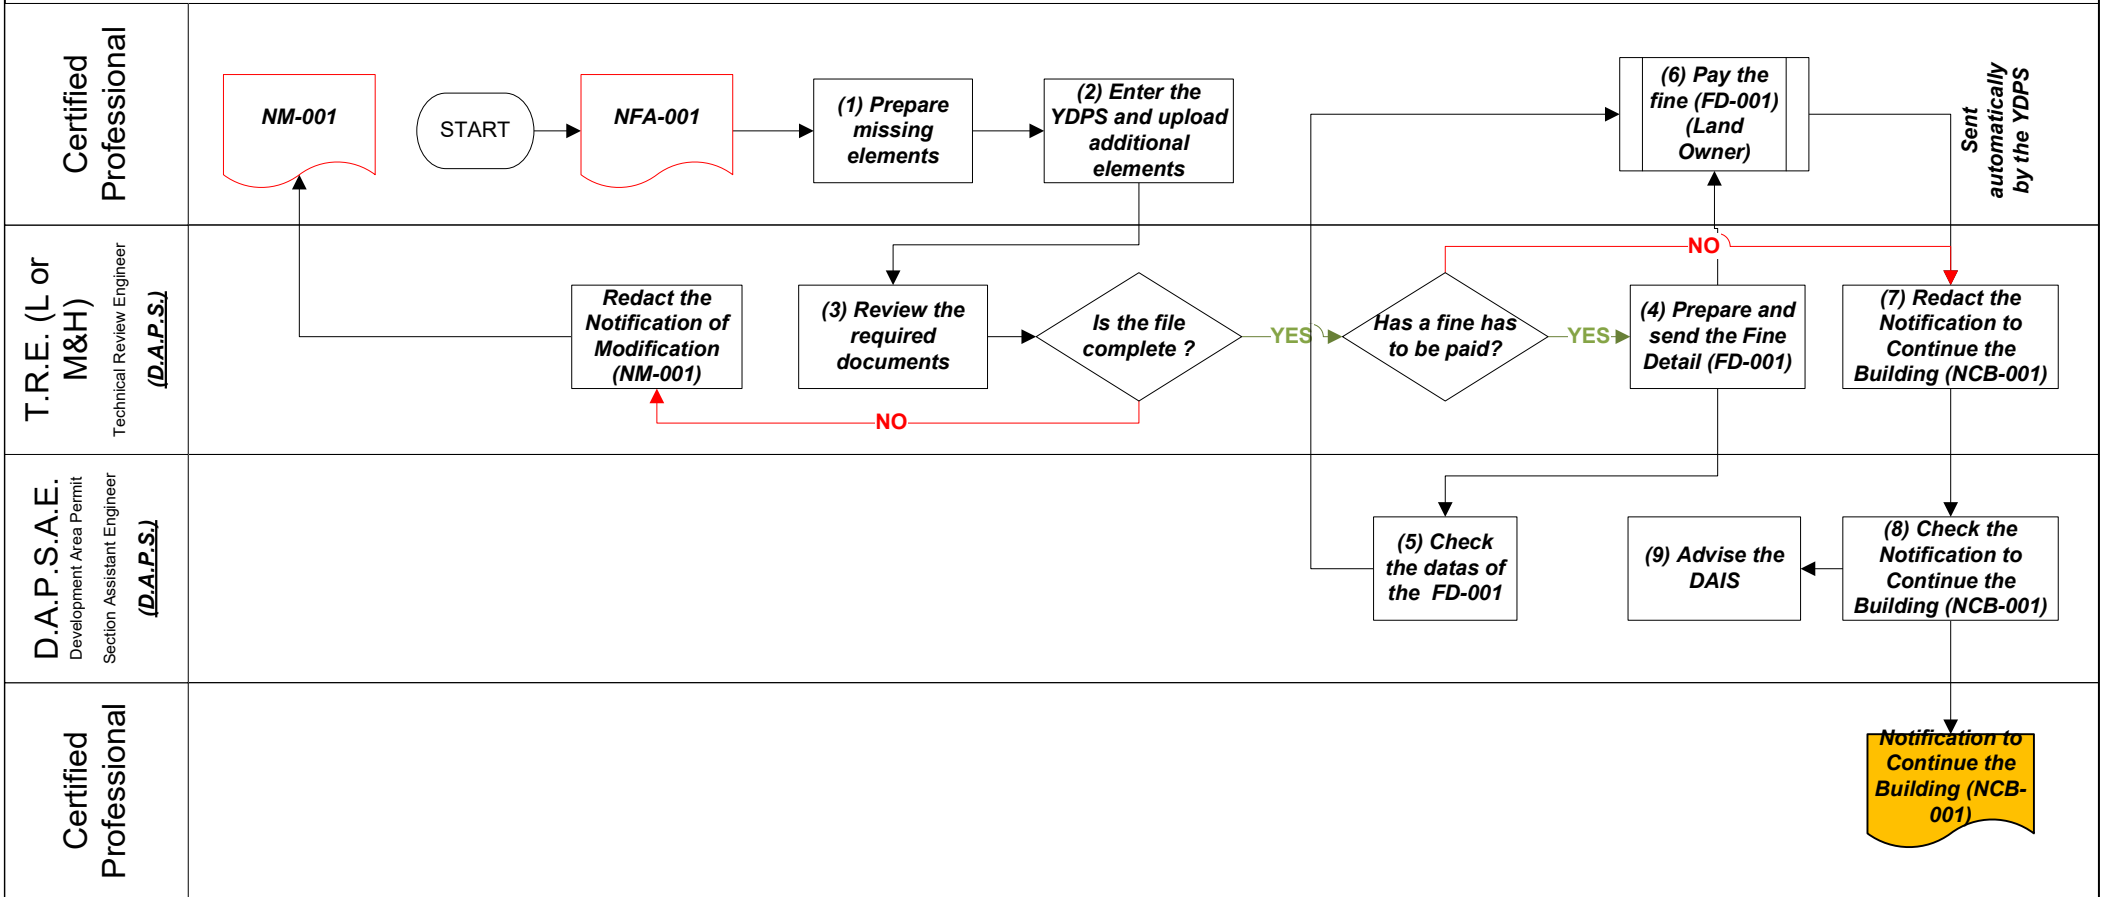 Certified
Professional
NM-001
START
NFA-001
(1) Prepare
missing
elements
(2) Enter the
YDPS and upload
additional
elements
(6) Pay the
fine (FD-001)
(Land
Owner)
Sent
automatically
by the YDPS
T.R.E. (L or
M&H)
Technical Review Engineer
(D.A.P.S.)
Redact the
Notification of
Modification
(NM-001)
(3) Review the
required
documents
Is the file
complete ?
YES
NO
Has a fine has
to be paid?
YES
NO
(4) Prepare and
send the Fine
Detail (FD-001)
(7) Redact the
Notification to
Continue the
Building (NCB-001)
D.A.P.S.A.E.
Development Area Permit
Section Assistant Engineer
(D.A.P.S.)
(5) Check
the datas of
the FD-001
(9) Advise the
DAIS
(8) Check the
Notification to
Continue the
Building (NCB-001)
Certified
Professional
Notification to
Continue the
Building (NCB-
001)